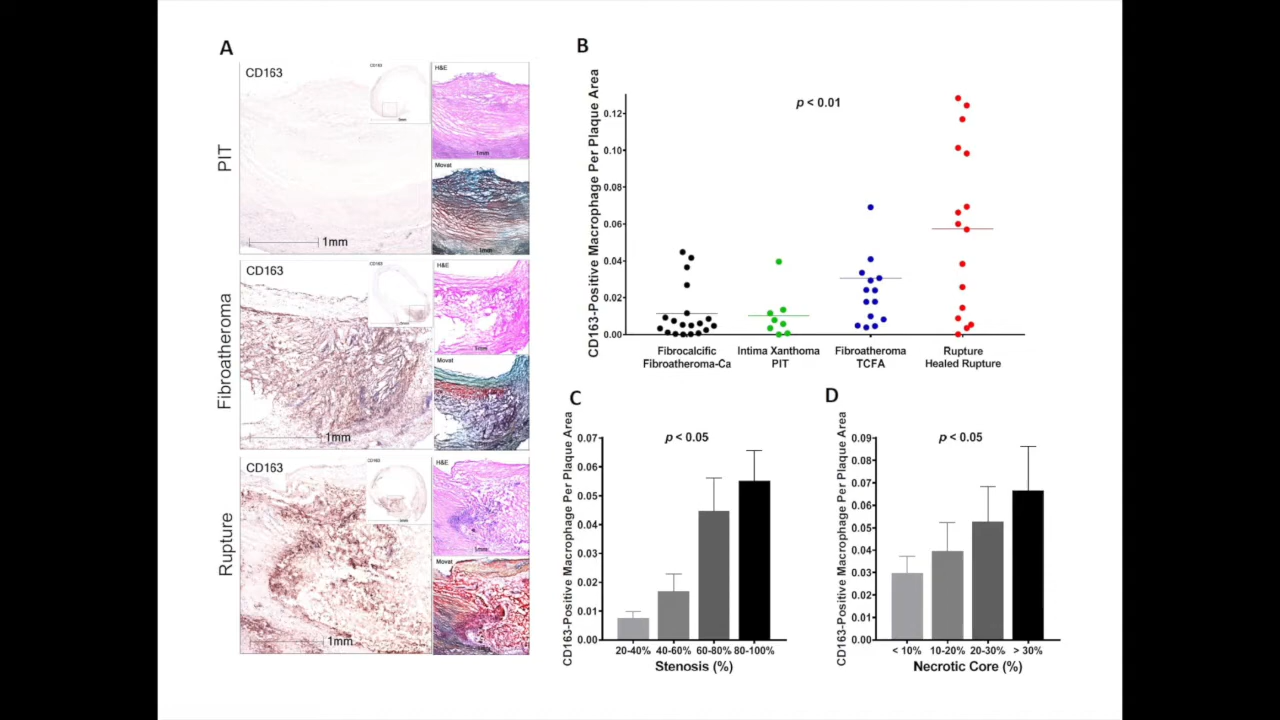 A
PIT
CD163
CD163
H&E
1mm
Movat
1mm
1mm
Fibroatheroma
CD163
CD163
H&E
1mm
Movat
1mm
Rupture
CD163
CD163
H&E
1mm
Movat
1mm
B
CD163-Positive Macrophage Per Plaque Area
p < 0.01
0.12
0.10
0.08
0.06
0.04
0.02
0.00
Fibrocalcific
Fibroatheroma-Ca
Intima Xanthoma
PIT
Fibroatheroma
TCFA
Rupture
Healed Rupture
C
CD163-Positive Macrophage Per Plaque Area
p < 0.05
0.07
0.06
0.05
0.04
0.03
0.02
0.01
0.00
20-40% 40-60% 60-80% 80-100%
Stenosis (%)
D
CD163-Positive Macrophage Per Plaque Area
p < 0.05
0.09
0.08
0.07
0.06
0.05
0.04
0.03
0.02
0.01
0.00
< 10% 10-20% 20-30% > 30%
Necrotic Core (%)